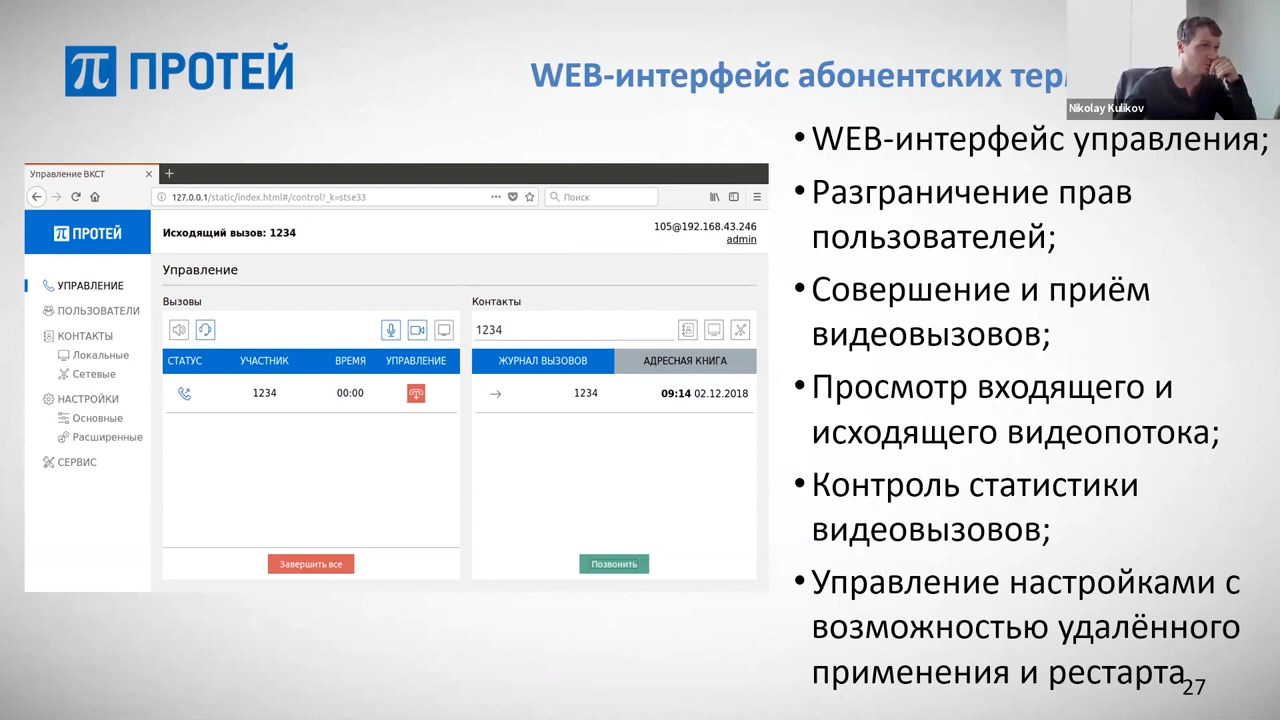 π ПРОТЕЙ
WEB-интерфейс абонентских
Nikolay Kulikov
Управление ВКСТ
127.0.0.1/static/index.html#/control?_k=stse33
Поиск
ПРОТЕЙ
Исходящий вызов: 1234
105@192.168.43.246
admin
УПРАВЛЕНИЕ
ПОЛЬЗОВАТЕЛИ
КОНТАКТЫ
Локальные
Сетевые
НАСТРОЙКИ
Основные
Расширенные
СЕРВИС
Управление
Вызовы
СТАТУС УЧАСТНИК ВРЕМЯ УПРАВЛЕНИЕ
1234 00:00
Завершить все
Контакты
1234
ЖУРНАЛ ВЫЗОВОВ АДРЕСНАЯ КНИГА
1234 09:14 02.12.2018
Позвонить
• WEB-интерфейс управления;
• Разграничение прав
пользователей;
• Совершение и приём
видеовызовов;
• Просмотр входящего и
исходящего видеопотока;
• Контроль статистики
видеовызовов;
• Управление настройками с
возможностью удалённого
применения и рестарта
27